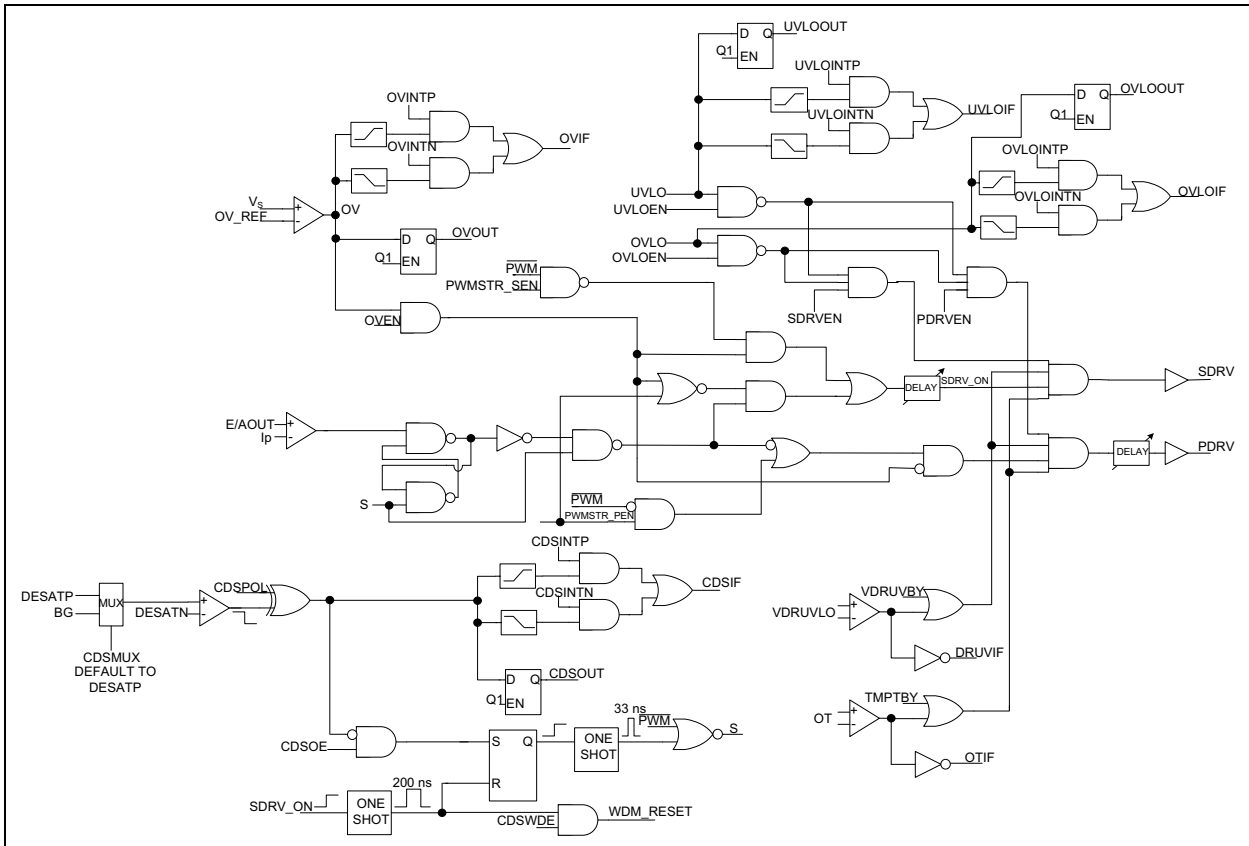 UVLOOUT
D Q
Q1
EN
UVLOINTP
UVLOINTN
UVLOIF
OVLOOUT
D Q
Q1
EN
OVLOINTP
OVLOINTN
OVLOIF
OVINTP
OVINTN
OVIF
VS
+
OV_REF
-
OV
D Q
OVOUT
Q1
EN
UVLO
UVLOEN
OVLO
OVLOEN
PWM
PWMSTR_SEN
SDRVEN
PDRVEN
OVEN
DELAY
SDRV_ON
SDRV
E/AOUT
+
Ip
-
DELAY
PDRV
S
PWM
PWMSTR_PEN
CDSINTP
CDSINTN
CDSIF
DESATP
BG
MUX
CDSPOL
DESATN
+
-
CDSMUX
DEFAULT TO
DESATP
D Q
CDSOUT
Q1
EN
VDRUVBY
VDRUVLO
+
-
DRUVIF
TMPTBY
OT
+
-
OTIF
CDSOE
S Q
R
33 ns
ONE
SHOT
PWM
S
SDRV_ON
200 ns
ONE
SHOT
CDSWDE
WDM_RESET